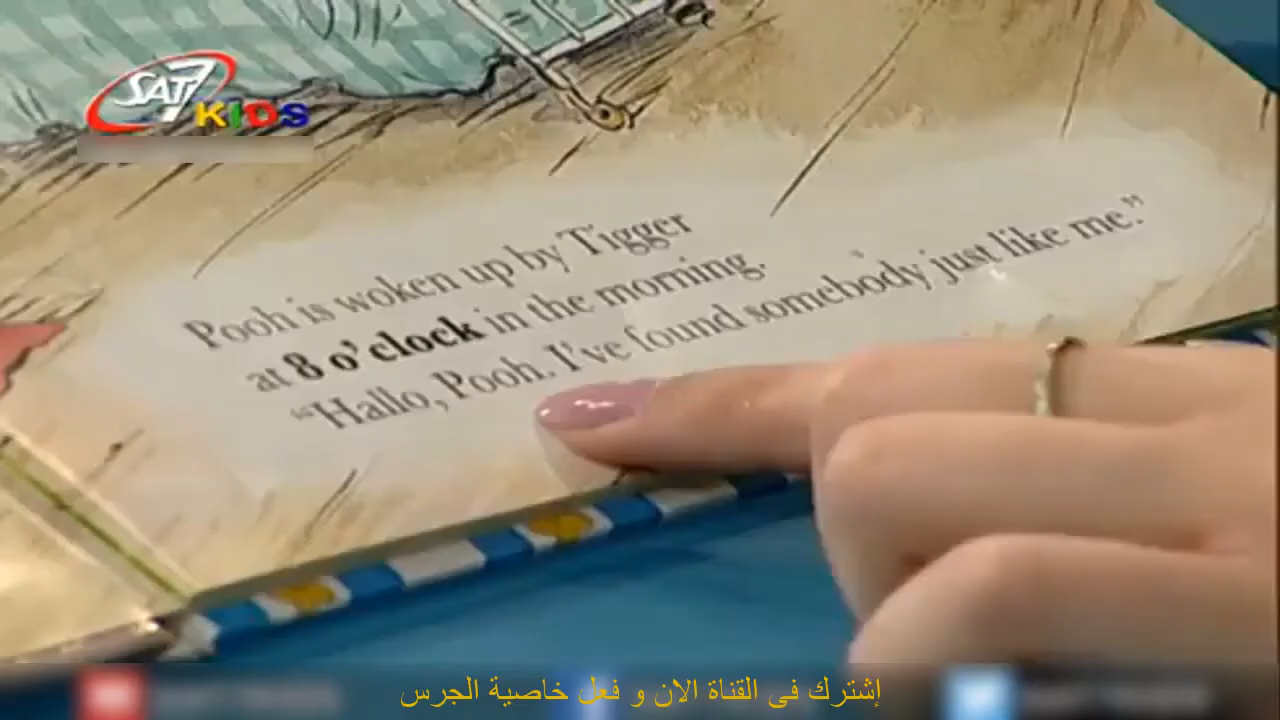 SAT7
KIDS
Pooh is woken up by Tigger
at 8 o'clock in the morning.
“Hallo, Pooh. I've found somebody just like me.”
إشترك فى القناة الان و فعل خاصية الجرس